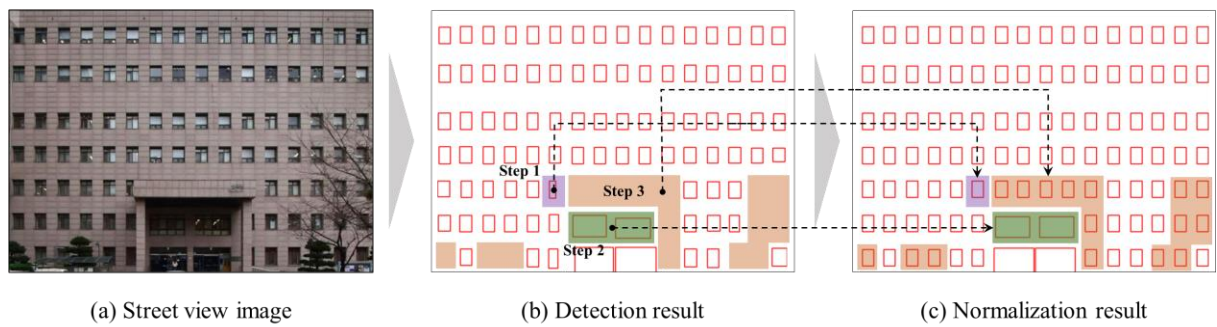 Step 1
Step 3
Step 2
(a) Street view image
(b) Detection result
(c) Normalization result